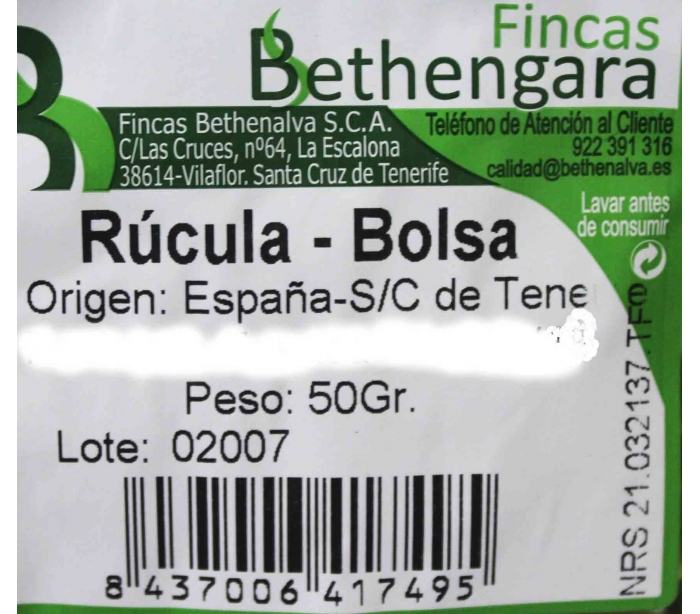 Fincas
Bethengara
Fincas Bethenalva S.C.A.
C/Las Cruces, nº64, La Escalona
38614-Vilaflor. Santa Cruz de Tenerife
Teléfono de Atención al Cliente
922 391 316
calidad@bethenalva.es
Lavar antes
de consumir
Rúcula - Bolsa
Origen: España-S/C de Tene
Peso: 50Gr.
Lote: 02007
NRS 21.032137.TFD
8 437006 417495